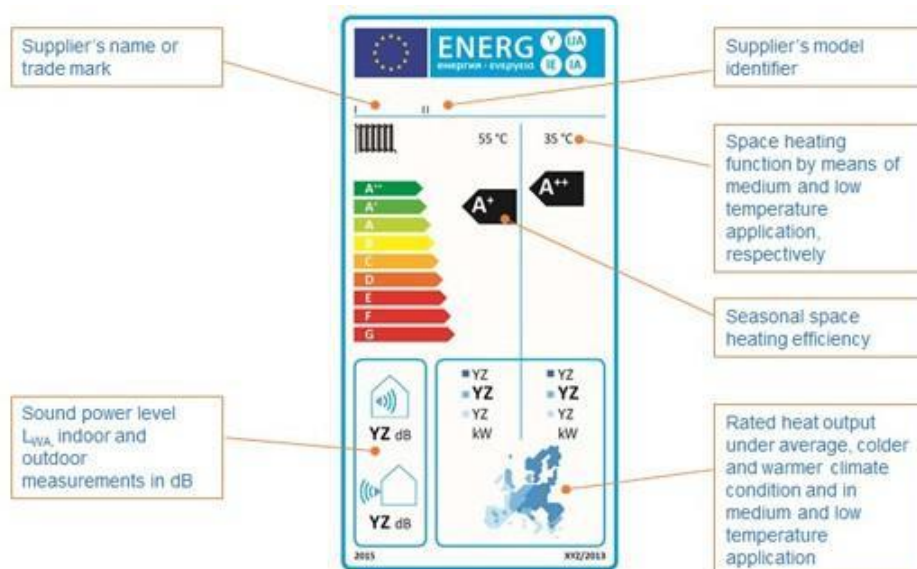 Supplier's name or
trade mark
ENERG
енергия · ενεργεια
Y IJA
IE IA
Supplier's model
identifier
I
II
55 °C
35 °C
Space heating
function by means of
medium and low
temperature
application,
respectively
A++
A+
A
B
C
D
E
F
G
A+
A++
Seasonal space
heating efficiency
Sound power level
LWA, indoor and
outdoor
measurements in dB
YZ dB
YZ dB
YZ
YZ
YZ
kW
YZ
YZ
YZ
kW
Rated heat output
under average, colder
and warmer climate
condition and in
medium and low
temperature
application
2015
XYZ/2013